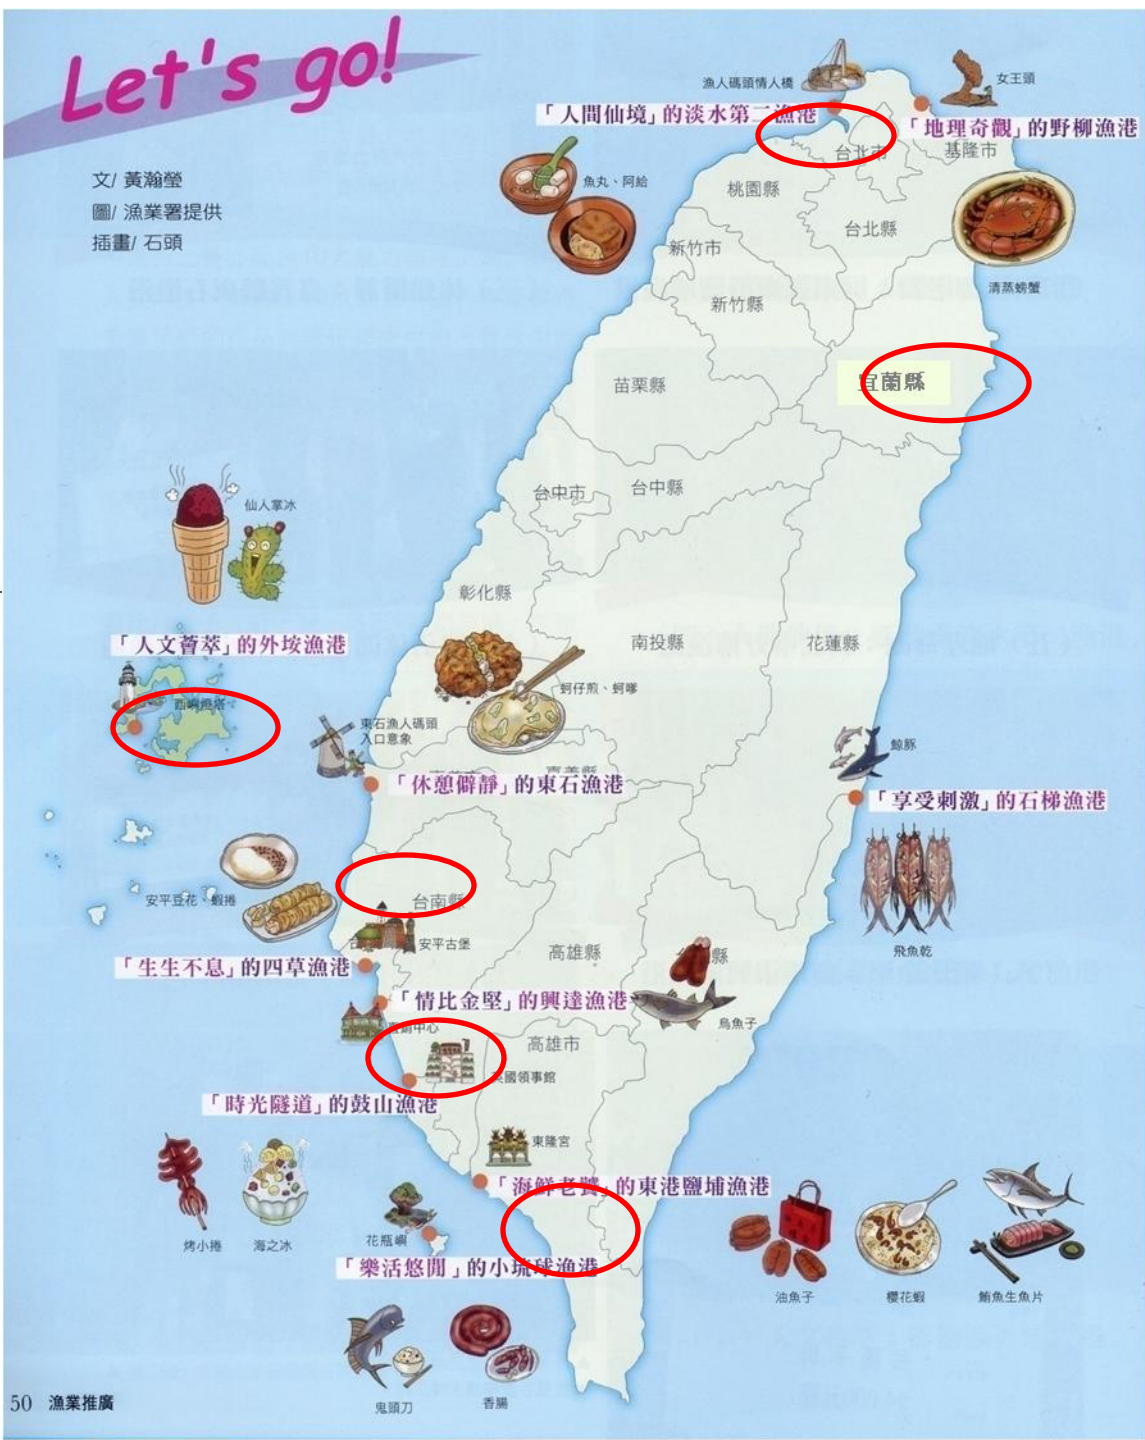 Let's go!
文/ 黃瀚瑩
圖/ 漁業署提供
插畫/ 石頭
漁人碼頭情人橋
女王頭
「人間仙境」的淡水第二漁港
「地理奇觀」的野柳漁港
台北市
基隆市
魚丸、阿給
桃園縣
台北縣
新竹市
清蒸螃蟹
新竹縣
宜蘭縣
苗栗縣
台中市
台中縣
仙人掌冰
彰化縣
南投縣
花蓮縣
「人文薈萃」的外垵漁港
蚵仔煎、蚵嗲
西嶼燈塔
東石漁人碼頭
入口意象
鯨豚
「休憩僻靜」的東石漁港
「享受刺激」的石梯漁港
安平豆花、蝦捲
台南縣
安平古堡
高雄縣
縣
飛魚乾
「生生不息」的四草漁港
「情比金堅」的興達漁港
烏魚子
直銷中心
高雄市
英國領事館
「時光隧道」的鼓山漁港
東隆宮
「海鮮老饕」的東港鹽埔漁港
烤小捲
海之冰
花瓶嶼
「樂活悠閒」的小琉球漁港
油魚子
櫻花蝦
鮪魚生魚片
鬼頭刀
香腸
50 漁業推廣